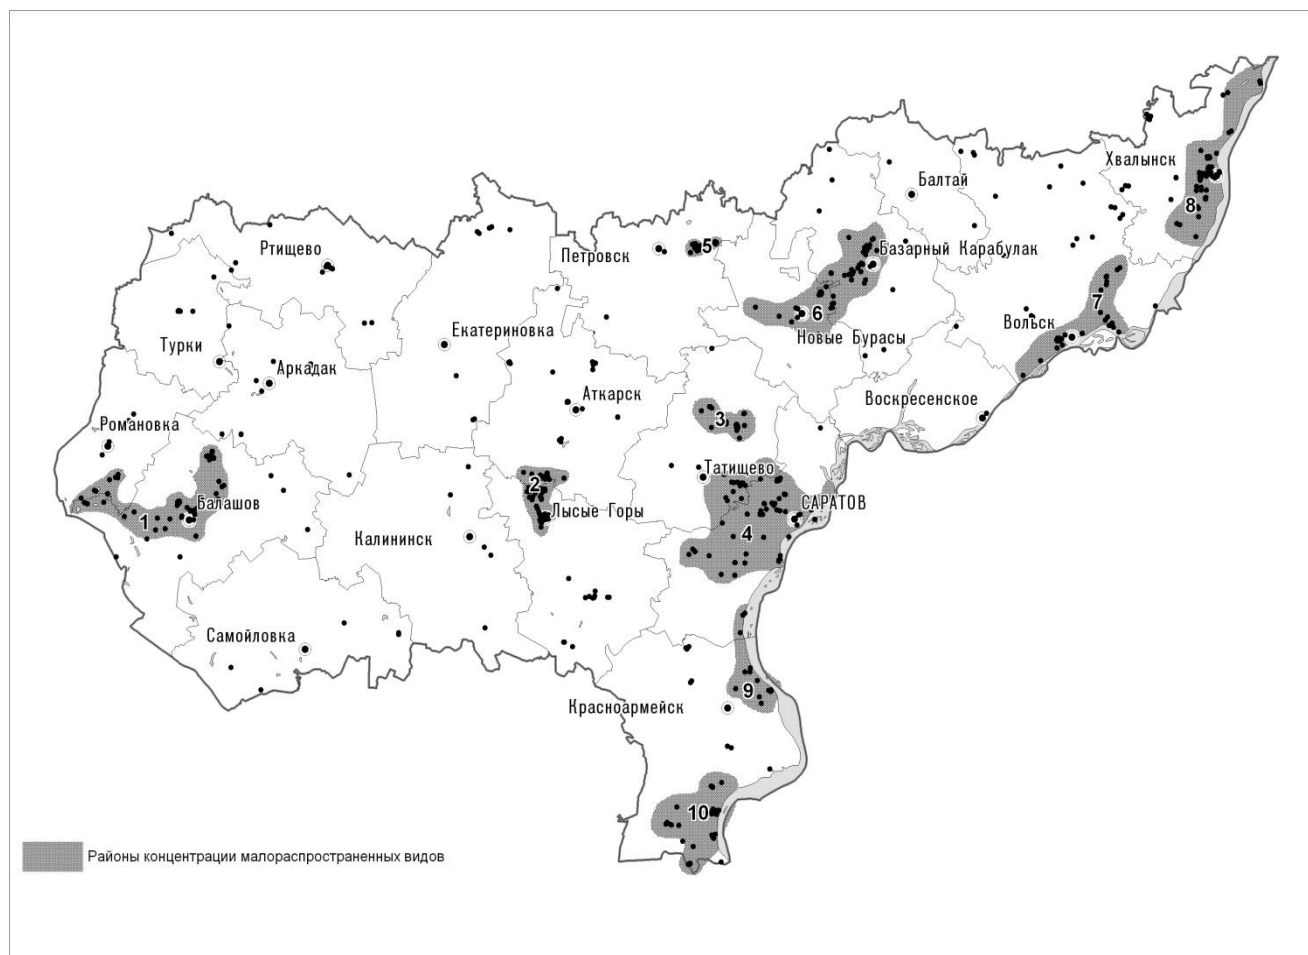 Хвалынск
Балтай
8
Ртищево
Петровск
5
Базарный Карабулак
7
6
Вольск
Екатериновка
Новые Бурасы
Турки
Аркадак
Аткарск
Воскресенское
3
Романовка
Татищево
2
Балашов
Лысые Горы
САРАТОВ
1
Калининск
4
Самойловка
9
Красноармейск
10
Районы концентрации малораспространенных видов